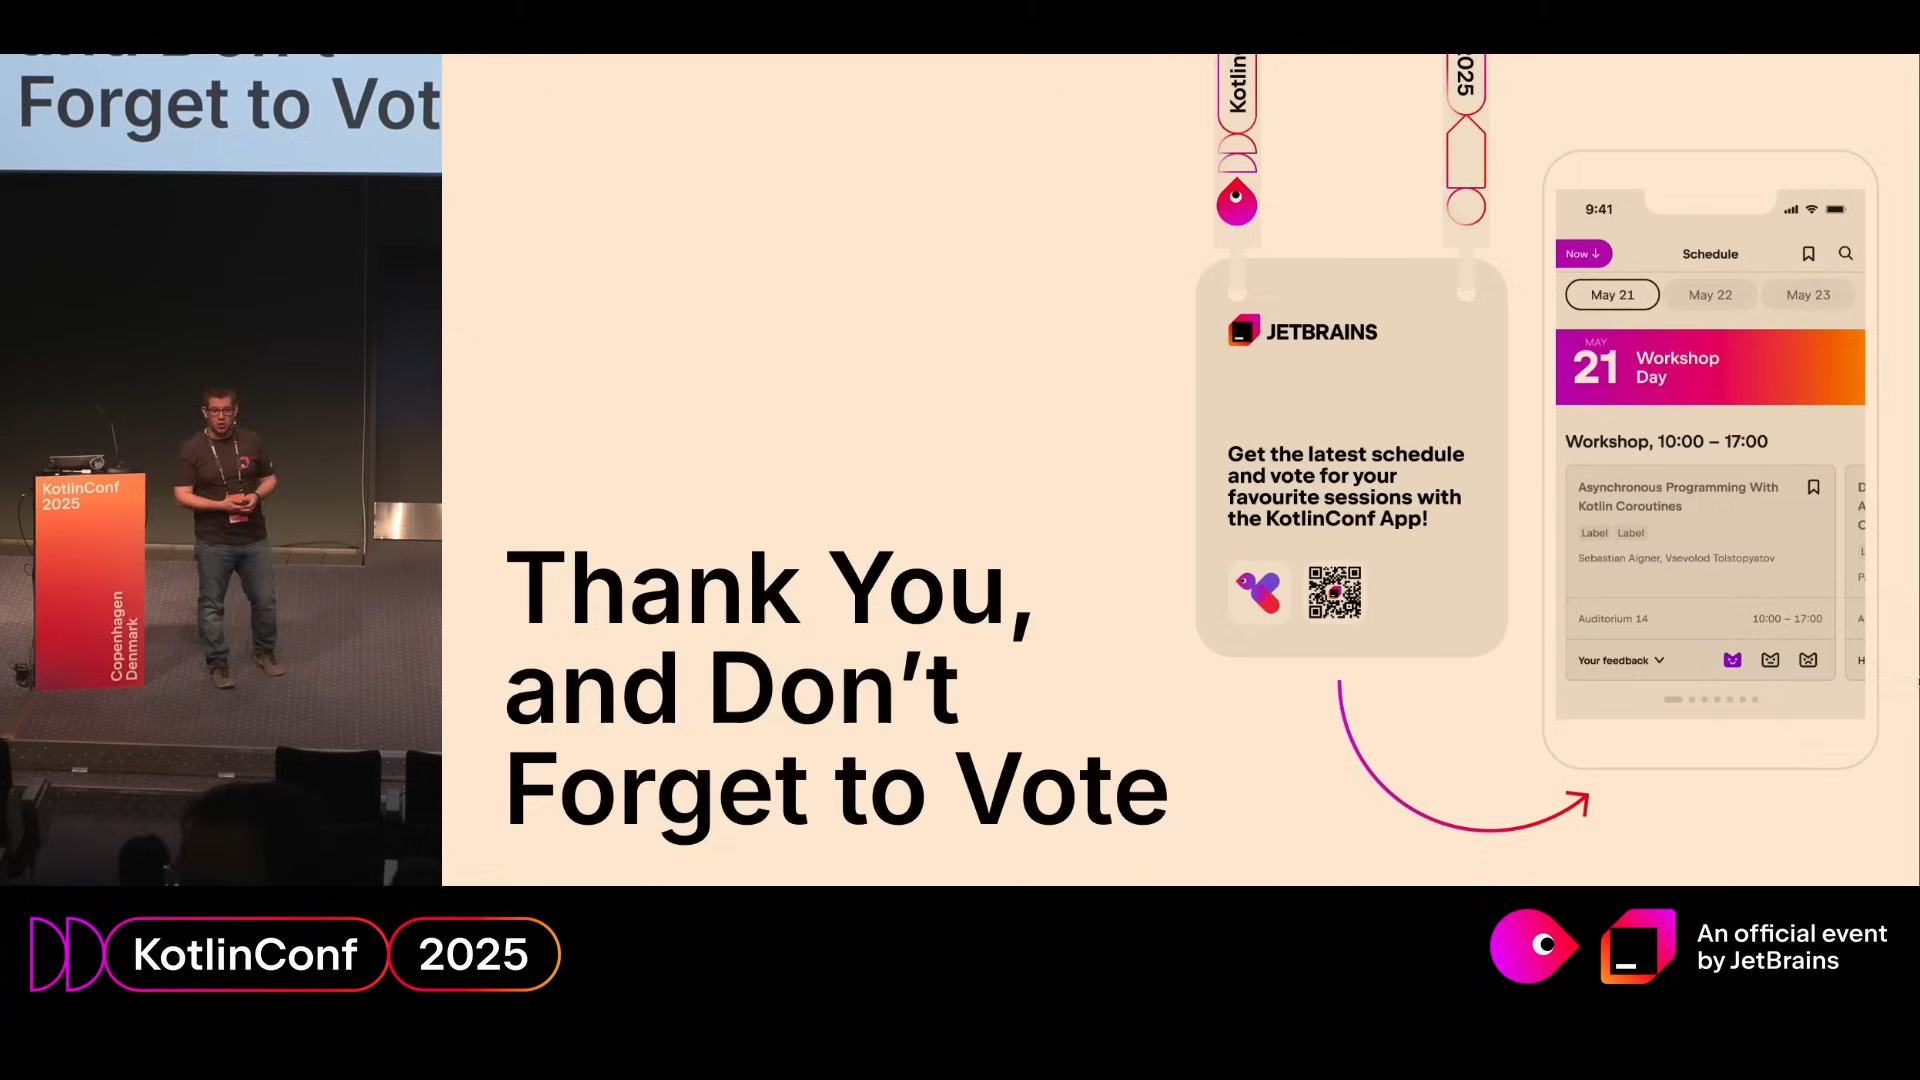 Forget to Vot
KotlinConf
2025
Copenhagen
Denmark
Thank You,
and Don’t
Forget to Vote
Kotlin
2025
JETBRAINS
Get the latest schedule
and vote for your
favourite sessions with
the KotlinConf App!
9:41
Now ↓
Schedule
May 21
May 22
May 23
MAY
21
Workshop
Day
Workshop, 10:00 – 17:00
Asynchronous Programming With
Kotlin Coroutines
Label Label
Sebastian Aigner, Vsevolod Tolstopyatov
Auditorium 14
10:00 – 17:00
Your feedback
KotlinConf
2025
An official event
by JetBrains